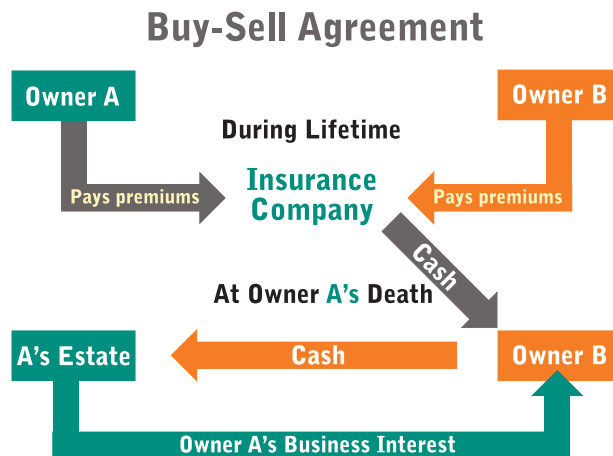 Buy-Sell Agreement
Owner A
Owner B
During Lifetime
Pays premiums
Insurance
Company
Pays premiums
Cash
At Owner A's Death
A's Estate
Cash
Owner B
Owner A's Business Interest